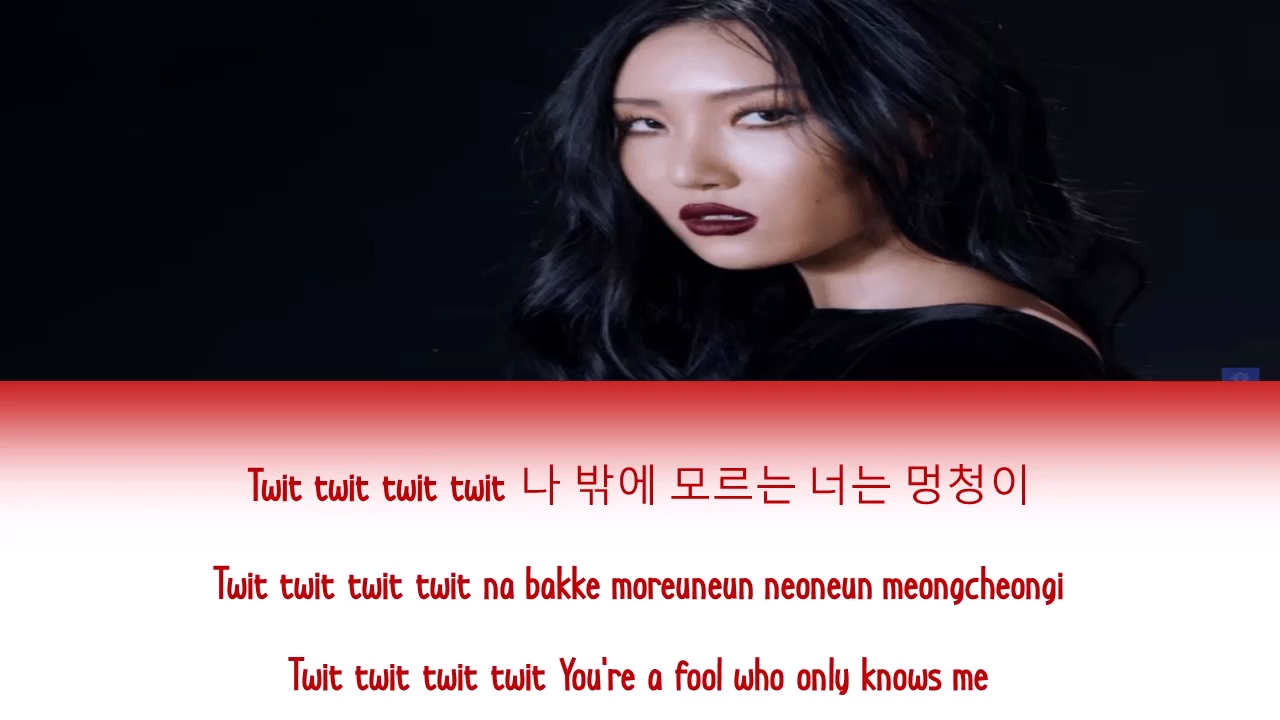 Twit twit twit twit 나 밖에 모르는 너는 멍청이
Twit twit twit twit na bakke moreuneun neoneun meongcheongi
Twit twit twit twit You're a fool who only knows me